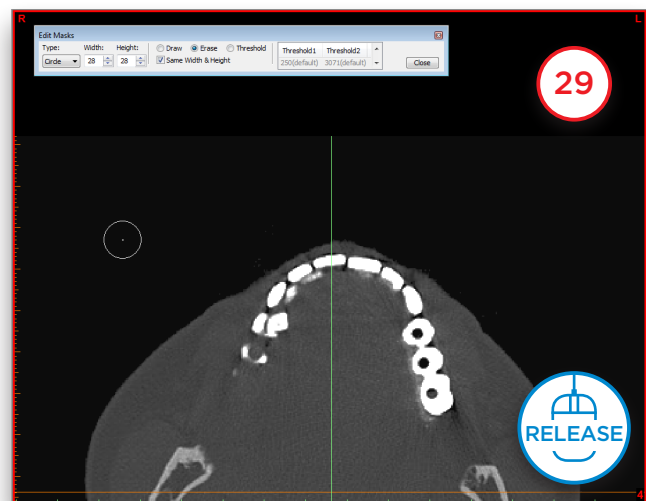 R
L
Edit Masks
Type: Width: Height: Draw Erase Threshold Threshold1 Threshold2
Circle 28 28 Same Width & Height 250(default) 3071(default) Close
29
RELEASE
4